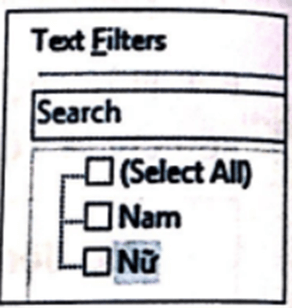 Text Filters
Search
(Select All)
Nam
Nữ